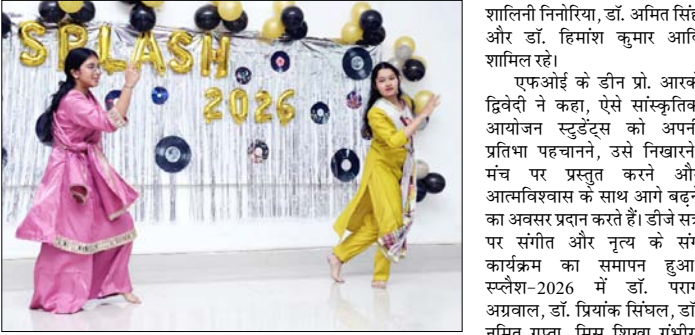 SPLASH
2026
शालिनी निनोरिया, डॉ. अमित सिंह
और डॉ. हिमांश कुमार आदि
शामिल रहे।
एफओई के डीन प्रो. आरके
द्विवेदी ने कहा, ऐसे सांस्कृतिक
आयोजन स्टुडेंट्स को अपनी
प्रतिभा पहचानने, उसे निखारने,
मंच पर प्रस्तुत करने और
आत्मविश्वास के साथ आगे बढ़ने
का अवसर प्रदान करते हैं। डीजे सत्र
पर संगीत और नृत्य के संग
कार्यक्रम का समापन हुआ।
स्प्लैश-2026 में डॉ. पराग
अग्रवाल, डॉ. प्रियांक सिंघल, डॉ.